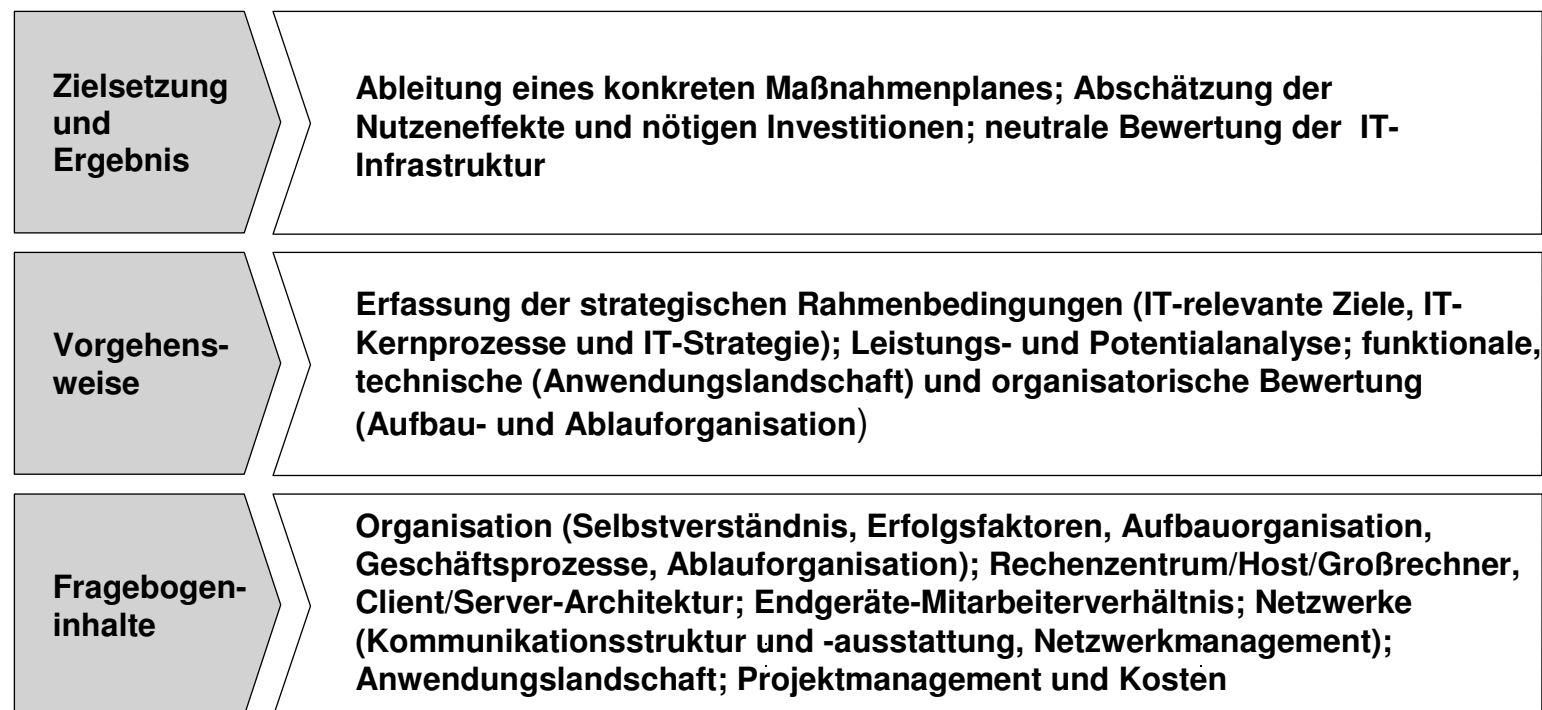 Zielsetzung
und
Ergebnis
Ableitung eines konkreten Maßnahmenplanes; Abschätzung der
Nutzeneffekte und nötigen Investitionen; neutrale Bewertung der IT-
Infrastruktur
Vorgehens-
weise
Erfassung der strategischen Rahmenbedingungen (IT-relevante Ziele, IT-
Kernprozesse und IT-Strategie); Leistungs- und Potentialanalyse; funktionale,
technische (Anwendungslandschaft) und organisatorische Bewertung
(Aufbau- und Ablauforganisation)
Fragebogen-
inhalte
Organisation (Selbstverständnis, Erfolgsfaktoren, Aufbauorganisation,
Geschäftsprozesse, Ablauforganisation); Rechenzentrum/Host/Großrechner,
Client/Server-Architektur; Endgeräte-Mitarbeiterverhältnis; Netzwerke
(Kommunikationsstruktur und -ausstattung, Netzwerkmanagement);
Anwendungslandschaft; Projektmanagement und Kosten